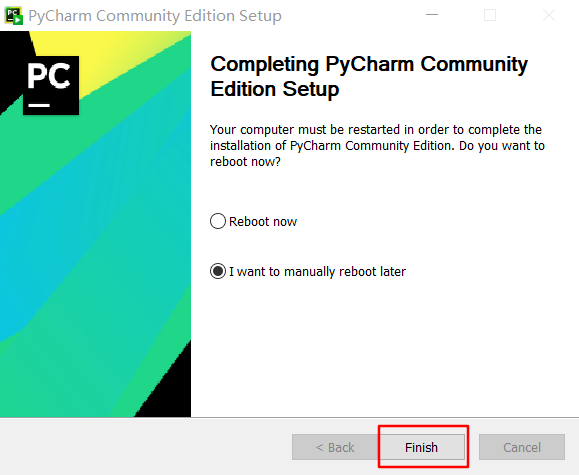 PyCharm Community Edition Setup
PC
Completing PyCharm Community
Edition Setup
Your computer must be restarted in order to complete the
installation of PyCharm Community Edition. Do you want to
reboot now?
Reboot now
I want to manually reboot later
< Back
Finish
Cancel